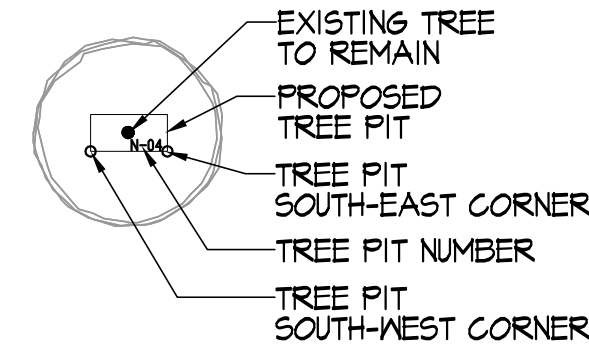 EXISTING TREE
TO REMAIN
PROPOSED
TREE PIT
N-04
TREE PIT
SOUTH-EAST CORNER
TREE PIT NUMBER
TREE PIT
SOUTH-WEST CORNER